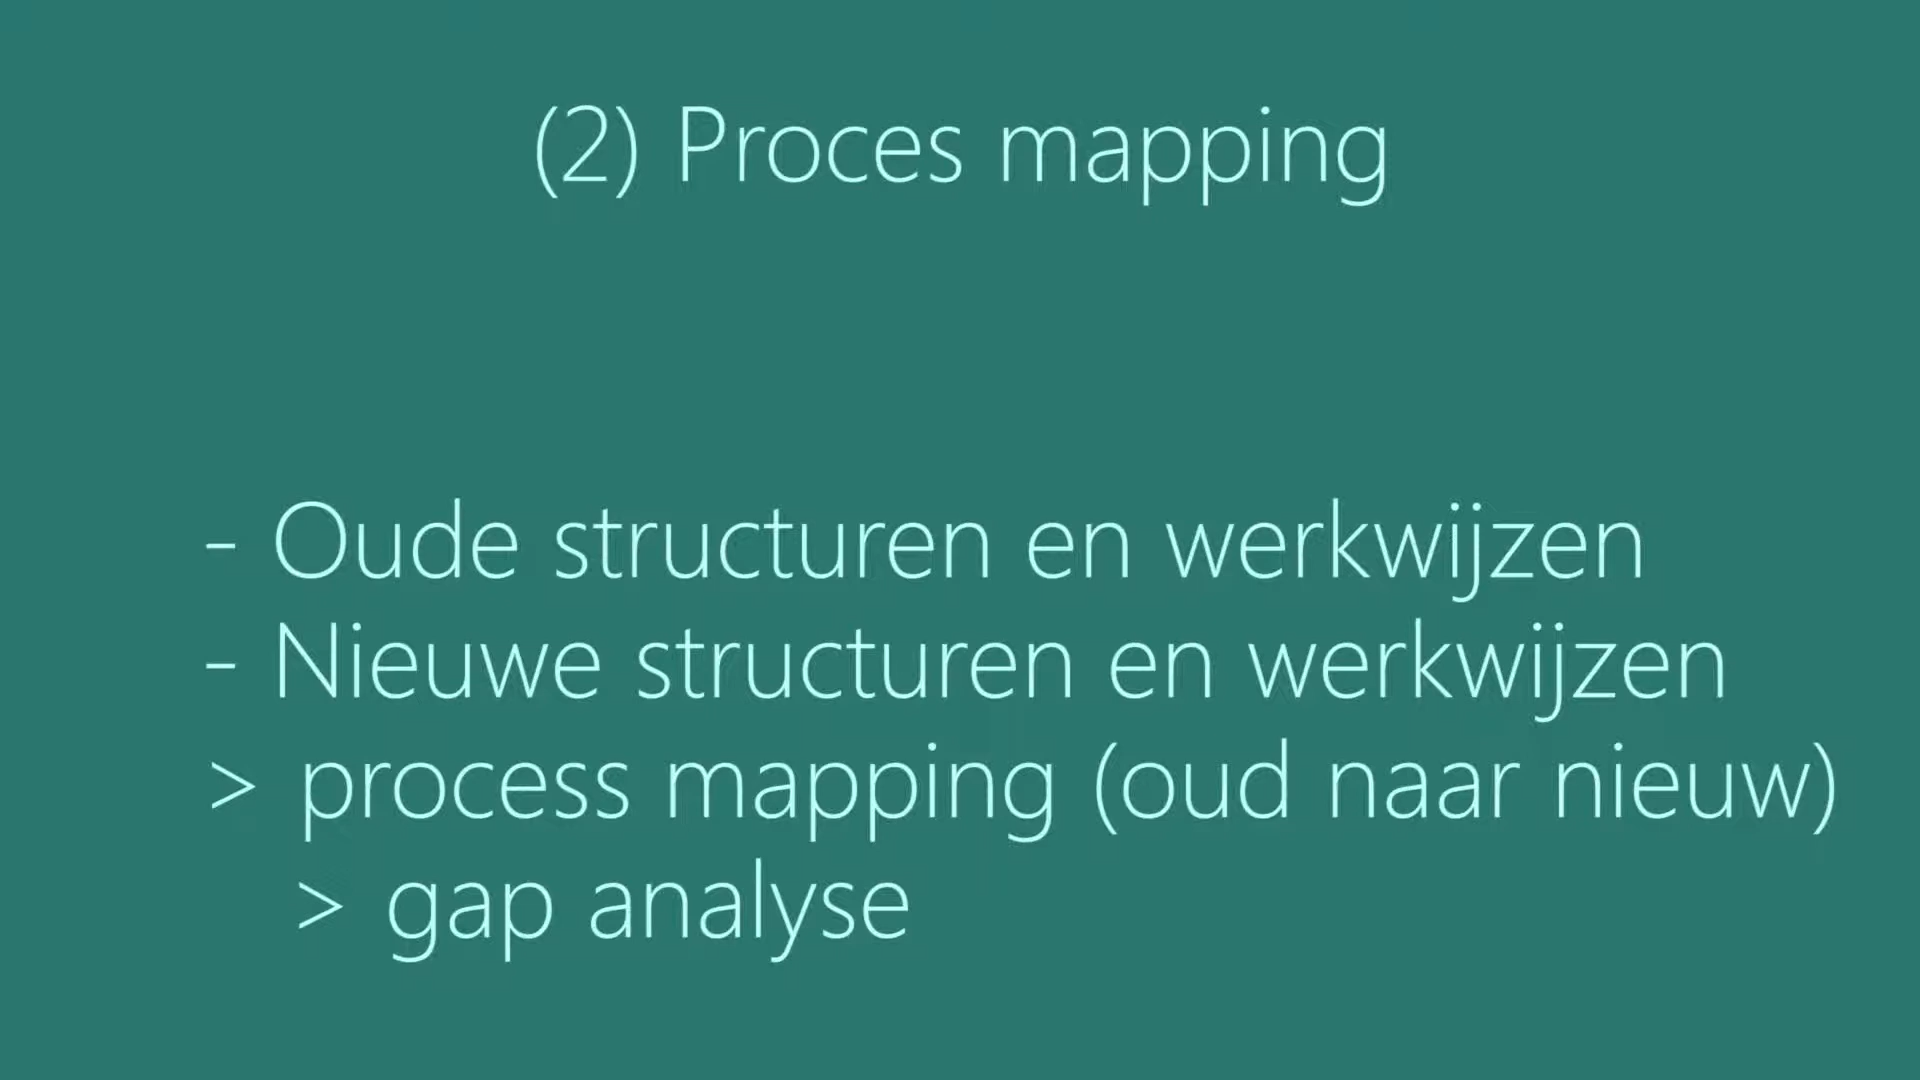 (2) Proces mapping
- Oude structuren en werkwijzen
- Nieuwe structuren en werkwijzen
> process mapping (oud naar nieuw)
> gap analyse